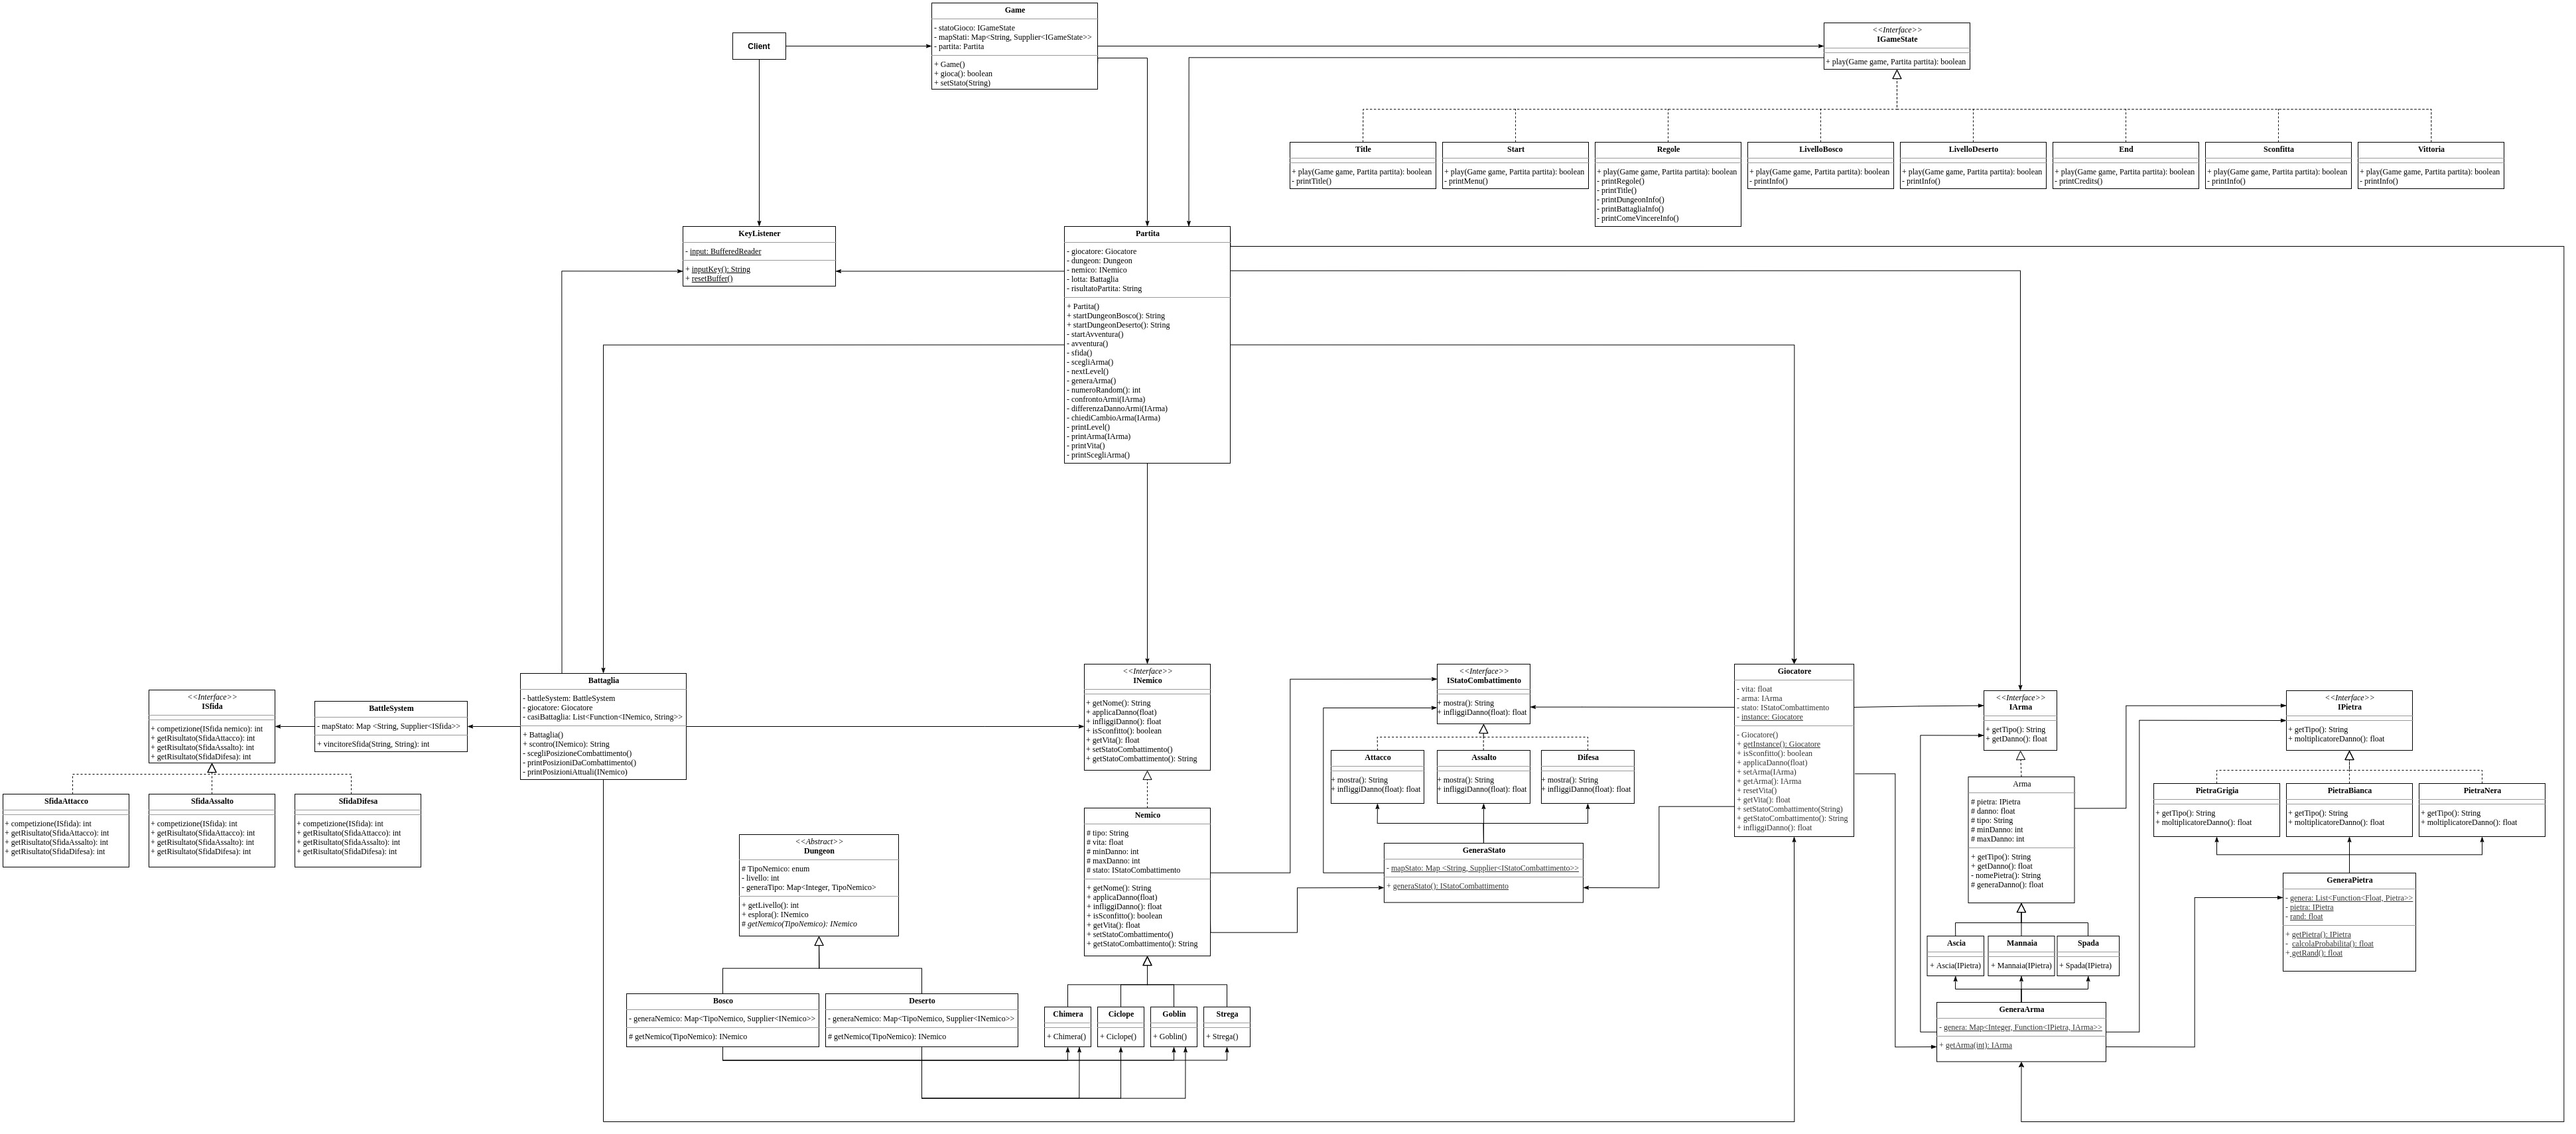 Game
- statoGioco: IGameState
- mapStati: Map<String, Supplier<IGameState>>
- partita: Partita
+ Game()
+ gioca(): boolean
+ setStato(String)
Client
<<Interface>>
IGameState
+ play(Game game, Partita partita): boolean
Title
+ play(Game game, Partita partita): boolean
- printTitle()
Start
+ play(Game game, Partita partita): boolean
- printMenu()
Regole
+ play(Game game, Partita partita): boolean
- printRegole()
- printTitle()
- printDungeonInfo()
- printBattagliaInfo()
- printComeVincereInfo()
LivelloBosco
+ play(Game game, Partita partita): boolean
- printInfo()
LivelloDeserto
+ play(Game game, Partita partita): boolean
- printInfo()
End
+ play(Game game, Partita partita): boolean
- printCredits()
Sconfitta
+ play(Game game, Partita partita): boolean
- printInfo()
Vittoria
+ play(Game game, Partita partita): boolean
- printInfo()
KeyListener
- input: BufferedReader
+ inputKey(): String
+ resetBuffer()
Partita
- giocatore: Giocatore
- dungeon: Dungeon
- nemico: INemico
- lotta: Battaglia
- risultatoPartita: String
+ Partita()
+ startDungeonBosco(): String
+ startDungeonDeserto(): String
- startAvventura()
- avventura()
- sfida()
- scegliArma()
- nextLevel()
- generaArma()
- numeroRandom(): int
- confrontoArmi(IArma)
- differenzaDannoArmi(IArma)
- chiediCambioArma(IArma)
- printLevel()
- printArma(IArma)
- printVita()
- printScegliArma()
<<Interface>>
ISfida
+ competizione(ISfida nemico): int
+ getRisultato(SfidaAttacco): int
+ getRisultato(SfidaAssalto): int
+ getRisultato(SfidaDifesa): int
BattleSystem
- mapStato: Map <String, Supplier<ISfida>>
+ vincitoreSfida(String, String): int
Battaglia
- battleSystem: BattleSystem
- giocatore: Giocatore
- casiBattaglia: List<Function<INemico, String>>
+ Battaglia()
+ scontro(INemico): String
- scegliPosizioneCombattimento()
- printPosizioniDaCombattimento()
- printPosizioniAttuali(INemico)
SfidaAttacco
+ competizione(ISfida): int
+ getRisultato(SfidaAttacco): int
+ getRisultato(SfidaAssalto): int
+ getRisultato(SfidaDifesa): int
SfidaAssalto
+ competizione(ISfida): int
+ getRisultato(SfidaAttacco): int
+ getRisultato(SfidaAssalto): int
+ getRisultato(SfidaDifesa): int
SfidaDifesa
+ competizione(ISfida): int
+ getRisultato(SfidaAttacco): int
+ getRisultato(SfidaAssalto): int
+ getRisultato(SfidaDifesa): int
<<Interface>>
INemico
+ getNome(): String
+ applicaDanno(float)
+ infliggiDanno(): float
+ isSconfitto(): boolean
+ getVita(): float
+ setStatoCombattimento()
+ getStatoCombattimento(): String
Nemico
# tipo: String
# vita: float
# minDanno: int
# maxDanno: int
# stato: IStatoCombattimento
+ getNome(): String
+ applicaDanno(float)
+ infliggiDanno(): float
+ isSconfitto(): boolean
+ getVita(): float
+ setStatoCombattimento()
+ getStatoCombattimento(): String
<<Abstract>>
Dungeon
# TipoNemico: enum
- livello: int
- generaTipo: Map<Integer, TipoNemico>
+ getLivello(): int
+ esplora(): INemico
# getNemico(TipoNemico): INemico
Bosco
- generaNemico: Map<TipoNemico, Supplier<INemico>>
# getNemico(TipoNemico): INemico
Deserto
- generaNemico: Map<TipoNemico, Supplier<INemico>>
# getNemico(TipoNemico): INemico
Chimera
+ Chimera()
Ciclope
+ Ciclope()
Goblin
+ Goblin()
Strega
+ Strega()
<<Interface>>
IStatoCombattimento
+ mostra(): String
+ infliggiDanno(float): float
Attacco
+ mostra(): String
+ infliggiDanno(float): float
Assalto
+ mostra(): String
+ infliggiDanno(float): float
Difesa
+ mostra(): String
+ infliggiDanno(float): float
GeneraStato
- mapStato: Map <String, Supplier<IStatoCombattimento>>
+ generaStato(): IStatoCombattimento
Giocatore
- vita: float
- arma: IArma
- stato: IStatoCombattimento
- instance: Giocatore
- Giocatore()
+ getInstance(): Giocatore
+ isSconfitto(): boolean
+ applicaDanno(float)
+ setArma(IArma)
+ getArma(): IArma
+ resetVita()
+ getVita(): float
+ setStatoCombattimento(String)
+ getStatoCombattimento(): String
+ infliggiDanno(): float
<<Interface>>
IArma
+ getTipo(): String
+ getDanno(): float
Arma
# pietra: IPietra
# danno: float
# tipo: String
# minDanno: int
# maxDanno: int
+ getTipo(): String
+ getDanno(): float
- nomePietra(): String
# generaDanno(): float
Ascia
+ Ascia(IPietra)
Mannaia
+ Mannaia(IPietra)
Spada
+ Spada(IPietra)
GeneraArma
- genera: Map<Integer, Function<IPietra, IArma>>
+ getArma(int): IArma
<<Interface>>
IPietra
+ getTipo(): String
+ moltiplicatoreDanno(): float
PietraGrigia
+ getTipo(): String
+ moltiplicatoreDanno(): float
PietraBianca
+ getTipo(): String
+ moltiplicatoreDanno(): float
PietraNera
+ getTipo(): String
+ moltiplicatoreDanno(): float
GeneraPietra
- genera: List<Function<Float, Pietra>>
- pietra: IPietra
- rand: float
+ getPietra(): IPietra
- calcolaProbabilita(): float
+ getRand(): float